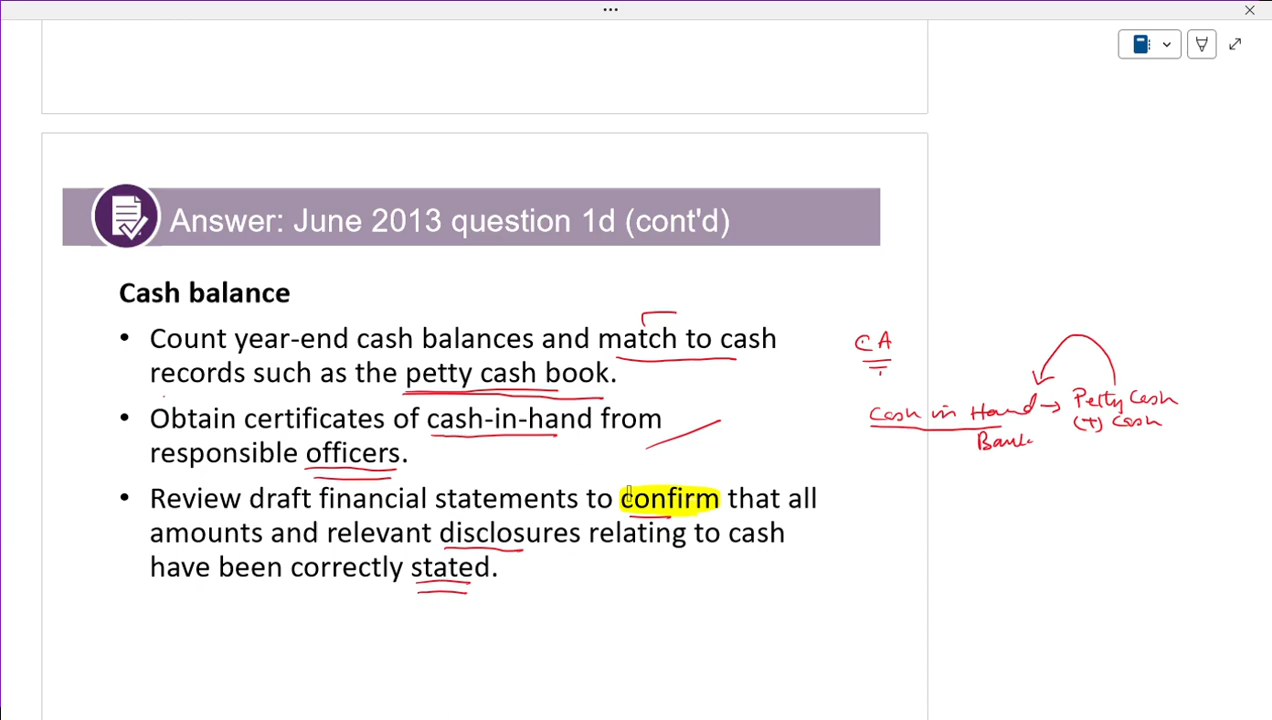 Answer: June 2013 question 1d (cont'd)
Cash balance
• Count year-end cash balances and match to cash
records such as the petty cash book.
• Obtain certificates of cash-in-hand from
responsible officers.
• Review draft financial statements to confirm that all
amounts and relevant disclosures relating to cash
have been correctly stated.
CA
Cash in Hand → Petty Cash
(+) Cash
Bank